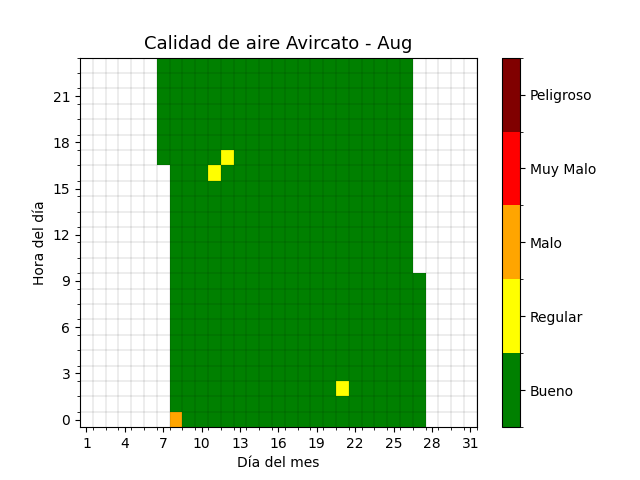 Calidad de aire Avircato - Aug
21
18
15
12
9
6
3
0
Hora del día
1 4 7 10 13 16 19 22 25 28 31
Día del mes
Peligroso
Muy Malo
Malo
Regular
Bueno